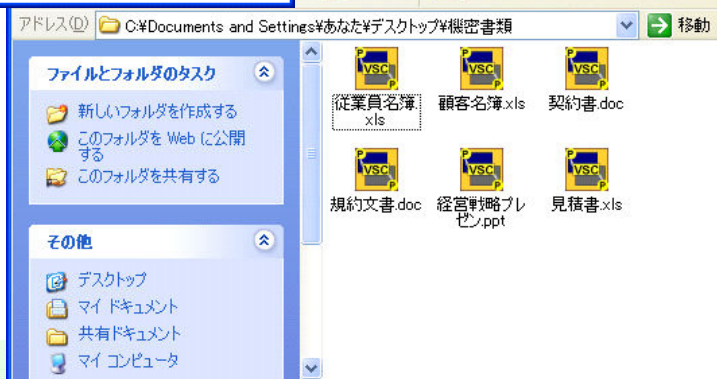 アドレス(D) C:¥Documents and Settings¥あなた¥デスクトップ¥機密書類 移動
ファイルとフォルダのタスク
新しいフォルダを作成する
このフォルダを Web に公開
する
このフォルダを共有する
その他
デスクトップ
マイ ドキュメント
共有ドキュメント
マイ コンピュータ
P VSC P
従業員名簿.
xls
P VSC P
顧客名簿.xls
P VSC P
契約書.doc
P VSC P
規約文書.doc
P VSC P
経営戦略プレ
ゼン.ppt
P VSC P
見積書.xls